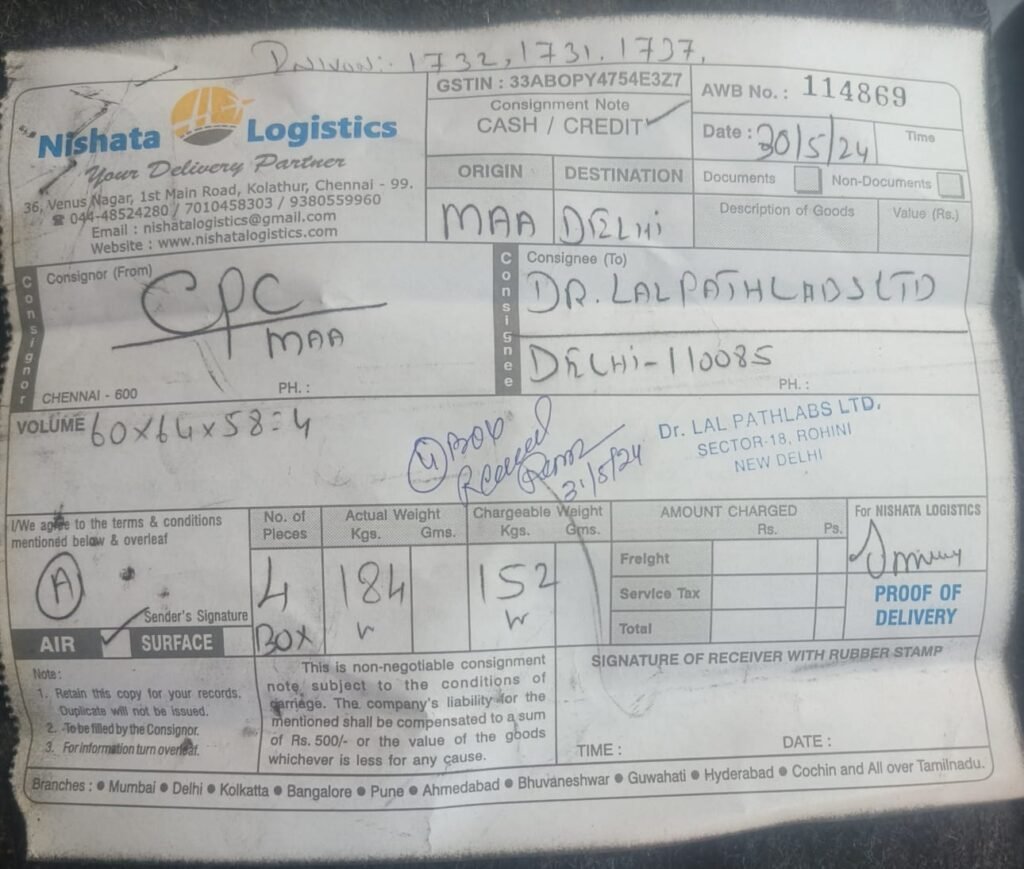 1732, 1731, 1737,
Nishata Logistics
Your Delivery Partner
36, Venus Nagar, 1st Main Road, Kolathur, Chennai - 99.
☎ 044-48524280 / 7010458303 / 9380559960
Email : nishatalogistics@gmail.com
Website : www.nishatalogistics.com
GSTIN : 33ABOPY4754E3Z7
Consignment Note
CASH / CREDIT ✓
AWB No.: 114869
Date : 30/5/24 Time
ORIGIN DESTINATION
MAA DELHI
Documents Non-Documents
Description of Goods Value (Rs.)
Consignor
Consignor (From)
CPC
MAA
CHENNAI - 600 PH. :
Consignee
Consignee (To)
DR. LAL PATHLABS LTD
DELHI-110085
PH. :
VOLUME 60x64x58=4
4 BOX
Received
31/5/24
Dr. LAL PATHLABS LTD.
SECTOR-18, ROHINI
NEW DELHI
I/We agree to the terms & conditions
mentioned below & overleaf
A
Sender's Signature
AIR ✓ SURFACE
No. of Pieces Actual Weight Kgs. Gms. Chargeable Weight Kgs. Gms.
4 BOX 184 152
AMOUNT CHARGED
Rs. Ps.
Freight
Service Tax
Total
For NISHATA LOGISTICS
PROOF OF
DELIVERY
Note:
1. Retain this copy for your records.
Duplicate will not be issued.
2. To be filled by the Consignor.
3. For information turn overleaf.
This is non-negotiable consignment
note subject to the conditions of
carriage. The company's liability for the
mentioned shall be compensated to a sum
of Rs. 500/- or the value of the goods
whichever is less for any cause.
SIGNATURE OF RECEIVER WITH RUBBER STAMP
TIME : DATE :
Branches : ● Mumbai ● Delhi ● Kolkatta ● Bangalore ● Pune ● Ahmedabad ● Bhuvaneshwar ● Guwahati ● Hyderabad ● Cochin and All over Tamilnadu.